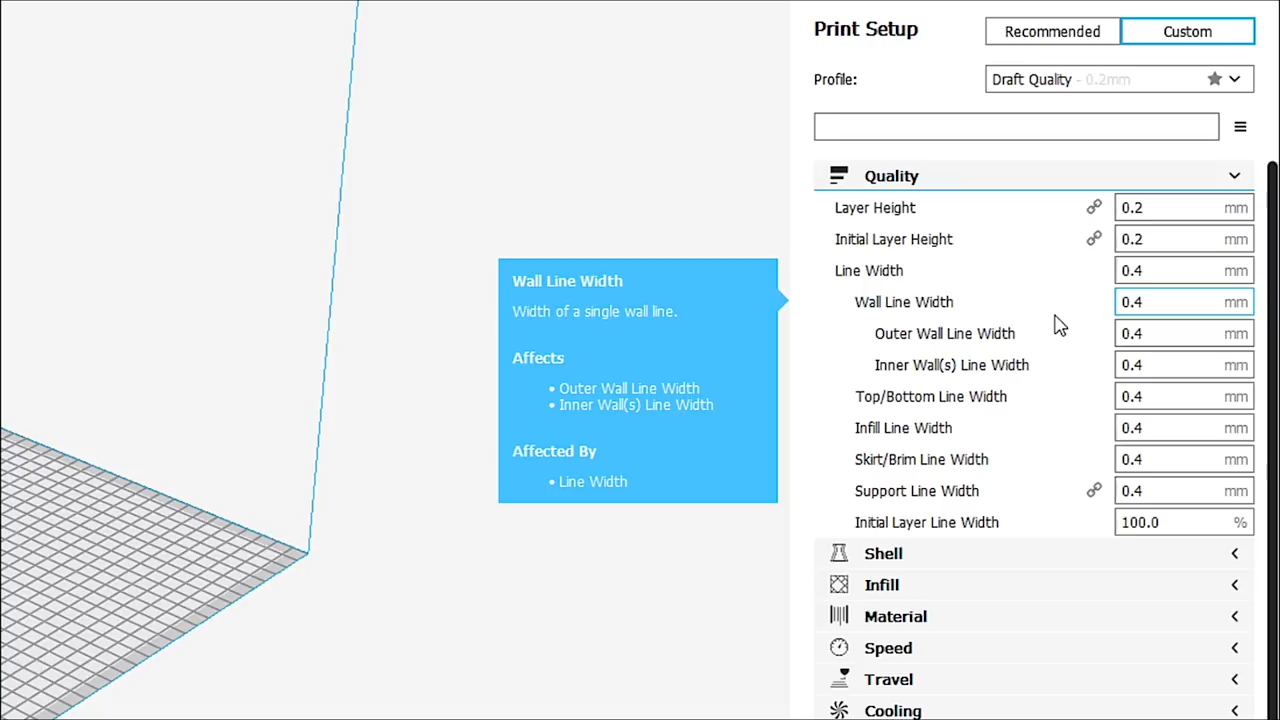 Print Setup
Recommended
Custom
Profile:
Draft Quality - 0.2mm
Quality
Layer Height 0.2 mm
Initial Layer Height 0.2 mm
Line Width 0.4 mm
Wall Line Width 0.4 mm
Outer Wall Line Width 0.4 mm
Inner Wall(s) Line Width 0.4 mm
Top/Bottom Line Width 0.4 mm
Infill Line Width 0.4 mm
Skirt/Brim Line Width 0.4 mm
Support Line Width 0.4 mm
Initial Layer Line Width 100.0 %
Shell
Infill
Material
Speed
Travel
Cooling
Wall Line Width
Width of a single wall line.
Affects
• Outer Wall Line Width
• Inner Wall(s) Line Width
Affected By
• Line Width